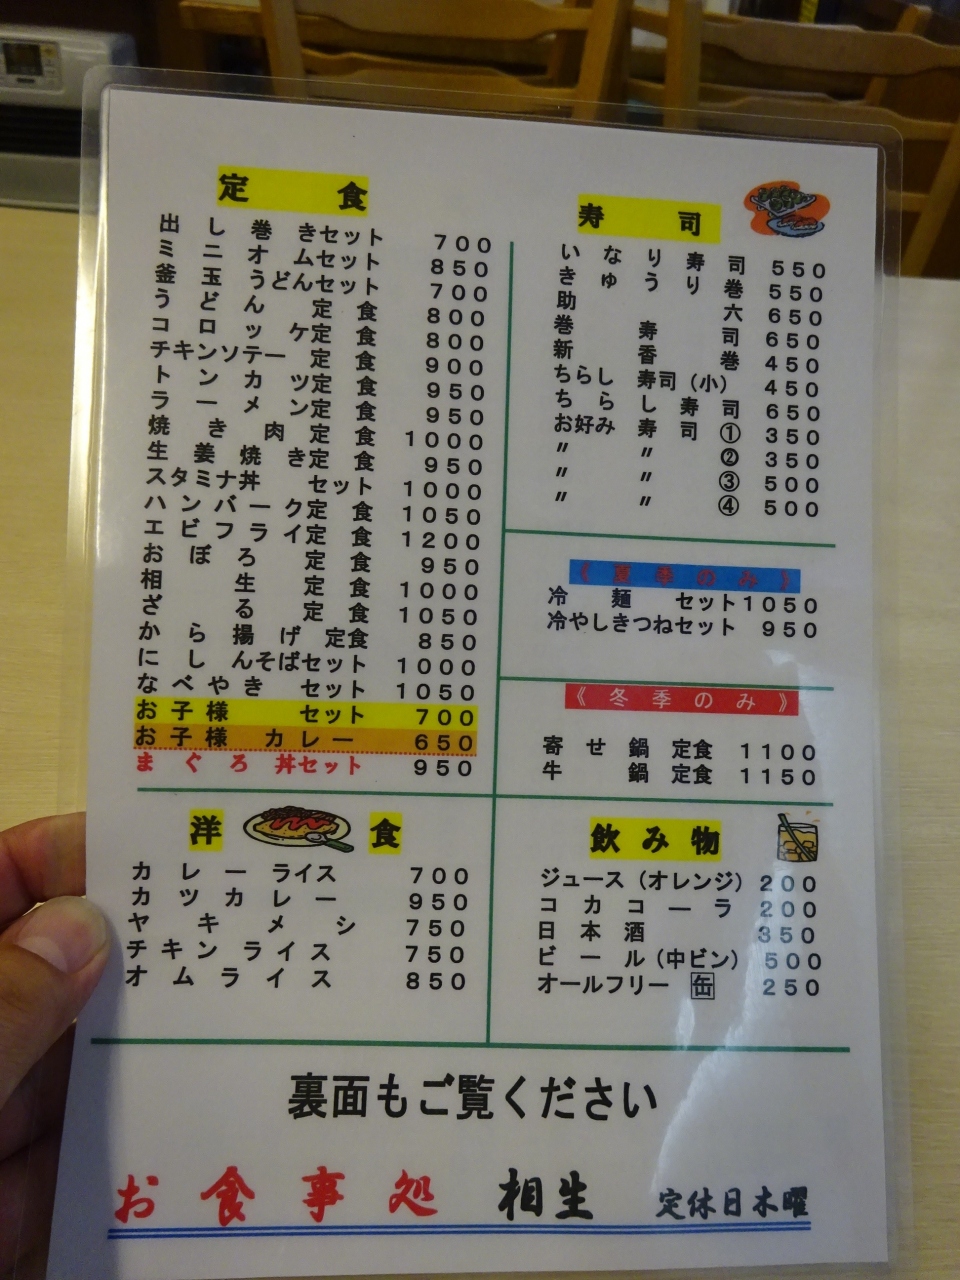 定食
出し巻きセット 700
ミニオムセット 850
釜玉うどんセット 700
うどん定食 800
コロッケ定食 800
チキンソテー定食 900
トンカツ定食 950
ラーメン定食 950
焼き肉定食 1000
生姜焼き定食 950
スタミナ丼セット 1000
ハンバーク定食 1050
エビフライ定食 1200
おぼろ定食 950
相生定食 1000
ざる定食 1050
から揚げ定食 850
にしんそばセット 1000
なべやきセット 1050
お子様セット 700
お子様カレー 650
まぐろ丼セット 950
寿司
いなり寿司 550
きゅうり巻 550
助六 650
巻寿司 650
新香巻 450
ちらし寿司(小) 450
ちらし寿司 650
お好み寿司① 350
〃 〃 ② 350
〃 〃 ③ 500
〃 〃 ④ 500
《夏季のみ》
冷麺セット 1050
冷やしきつねセット 950
《冬季のみ》
寄せ鍋定食 1100
牛鍋定食 1150
洋食
カレーライス 700
カツカレー 950
ヤキメシ 750
チキンライス 750
オムライス 850
飲み物
ジュース(オレンジ) 200
コカコーラ 200
日本酒 350
ビール(中ビン) 500
オールフリー 缶 250
裏面もご覧ください
お食事処 相生 定休日木曜